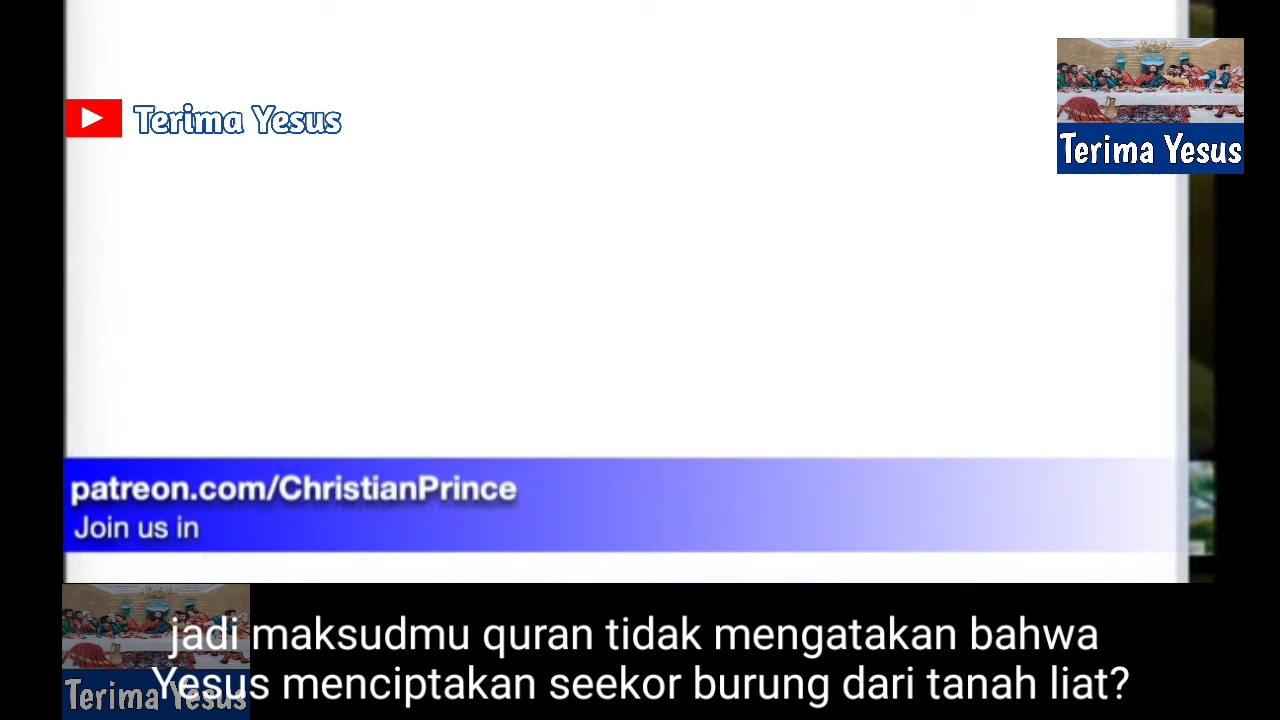 Terima Yesus
Terima Yesus
patreon.com/ChristianPrince
Join us in
jadi maksudmu quran tidak mengatakan bahwa
Yesus menciptakan seekor burung dari tanah liat?
Terima Yesus